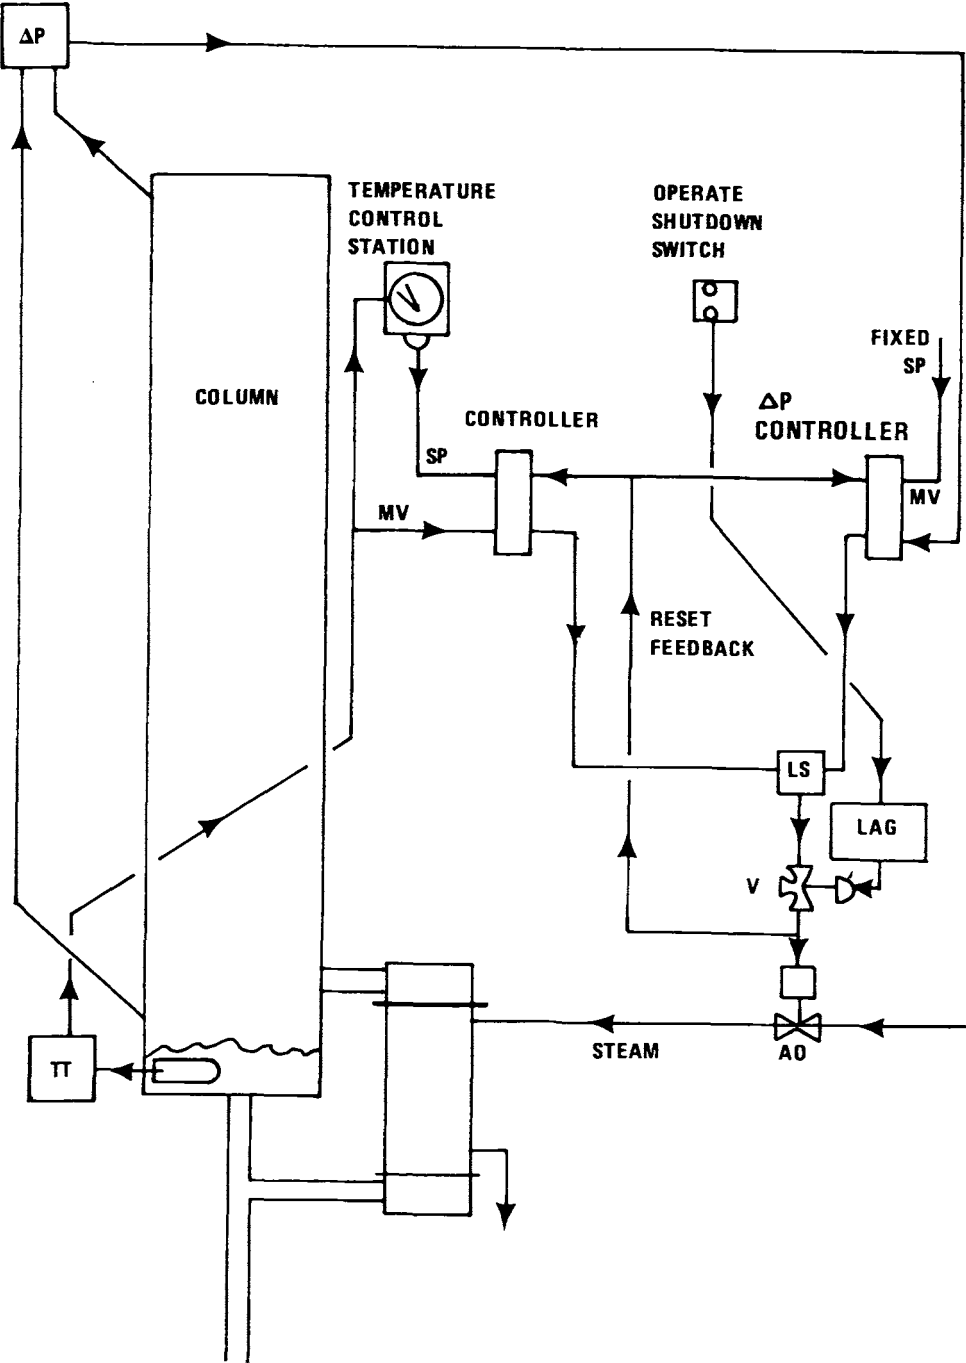 ΔP
TEMPERATURE
CONTROL
STATION
OPERATE
SHUTDOWN
SWITCH
FIXED
SP
COLUMN
CONTROLLER
ΔP
CONTROLLER
SP
MV
MV
RESET
FEEDBACK
LS
LAG
V
STEAM
AO
TT